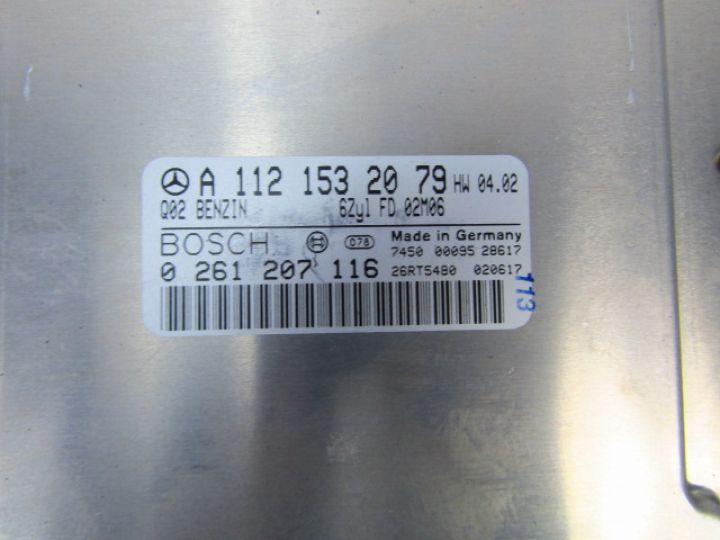 A 112 153 20 79 HW 04.02
Q02 BENZIN 6Zyl FD 02M06
BOSCH 078 Made in Germany
7450 00095 28617
0 261 207 116 26RT5480 020617
113